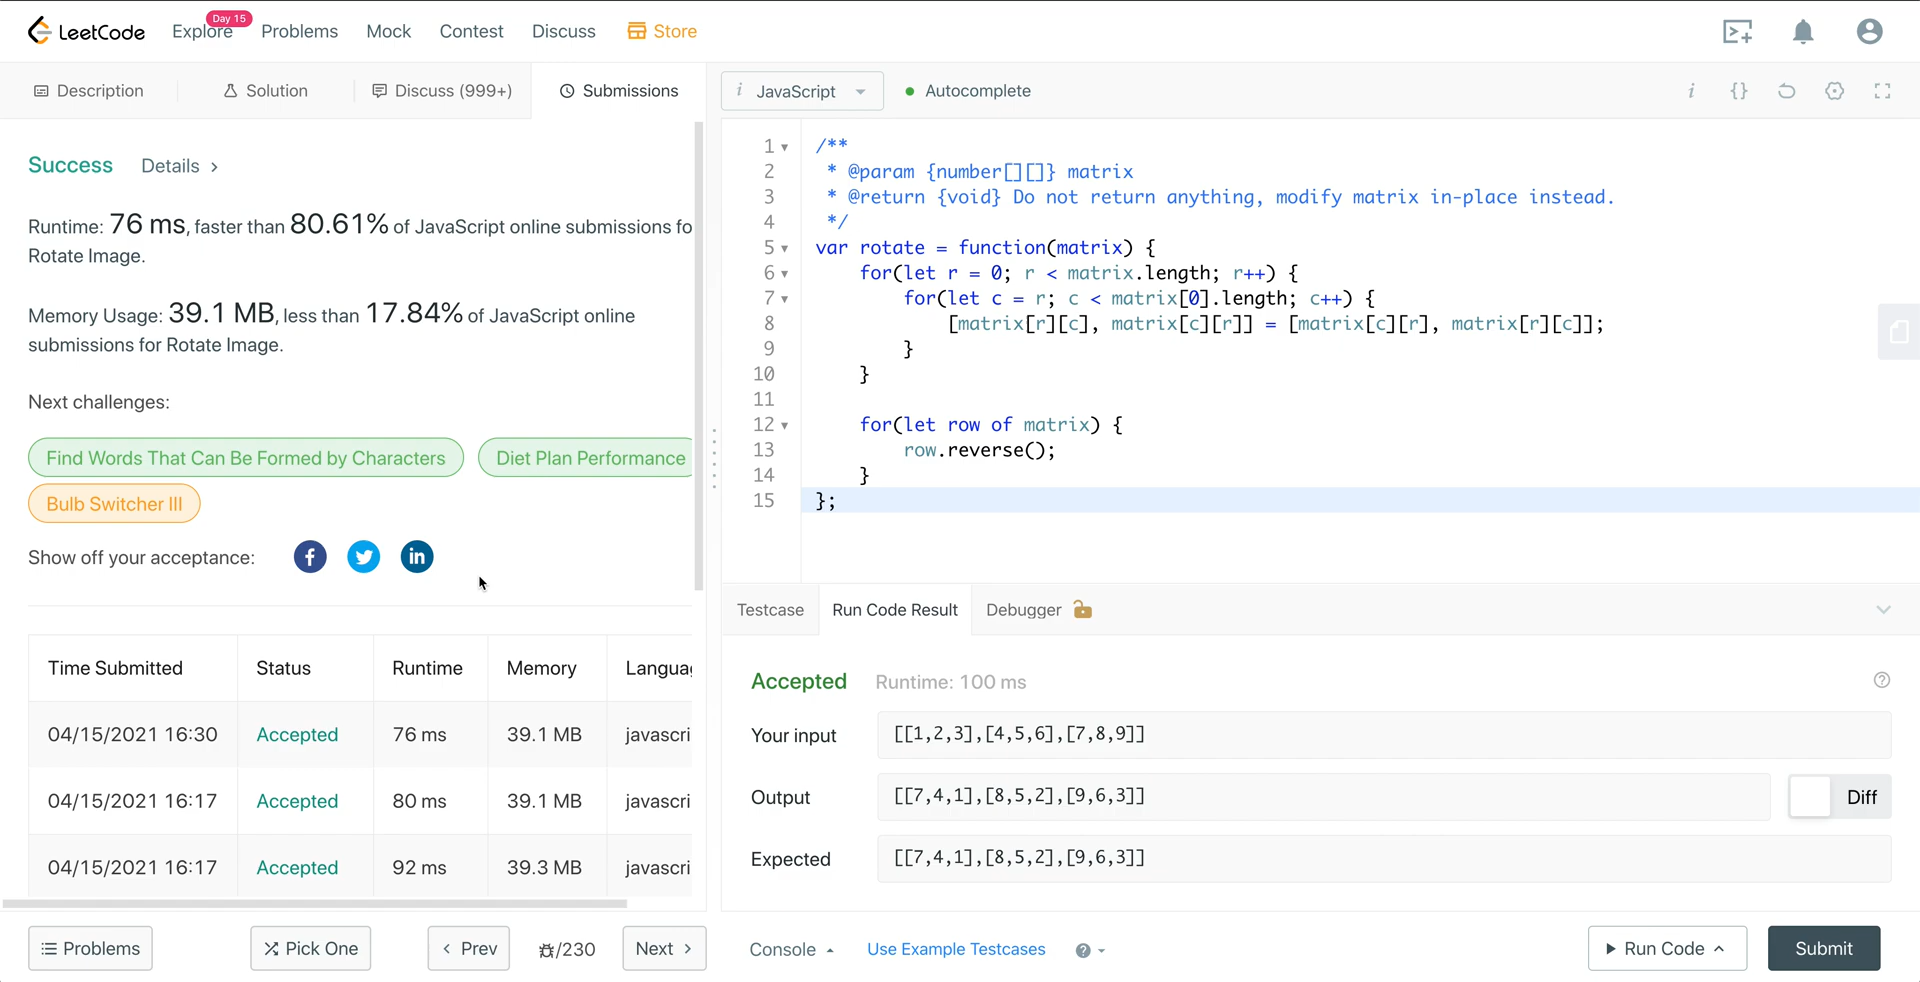 LeetCode
Explore
Day 15
Problems
Mock
Contest
Discuss
Store
Description
Solution
Discuss (999+)
Submissions
Success
Details
Runtime: 76 ms, faster than 80.61% of JavaScript online submissions fo
Rotate Image.
Memory Usage: 39.1 MB, less than 17.84% of JavaScript online
submissions for Rotate Image.
Next challenges:
Find Words That Can Be Formed by Characters
Diet Plan Performance
Bulb Switcher III
Show off your acceptance:
Time Submitted Status Runtime Memory Languag
04/15/2021 16:30 Accepted 76 ms 39.1 MB javascri
04/15/2021 16:17 Accepted 80 ms 39.1 MB javascri
04/15/2021 16:17 Accepted 92 ms 39.3 MB javascri
Problems
Pick One
< Prev
/230
Next >
i JavaScript
Autocomplete
i {}
1 /**
2 * @param {number[][]} matrix
3 * @return {void} Do not return anything, modify matrix in-place instead.
4 */
5 var rotate = function(matrix) {
6 for(let r = 0; r < matrix.length; r++) {
7 for(let c = r; c < matrix[0].length; c++) {
8 [matrix[r][c], matrix[c][r]] = [matrix[c][r], matrix[r][c]];
9 }
10 }
11
12 for(let row of matrix) {
13 row.reverse();
14 }
15 };
Testcase
Run Code Result
Debugger
Accepted Runtime: 100 ms
?
Your input [[1,2,3],[4,5,6],[7,8,9]]
Output [[7,4,1],[8,5,2],[9,6,3]]
Diff
Expected [[7,4,1],[8,5,2],[9,6,3]]
Console
Use Example Testcases
?
Run Code
Submit